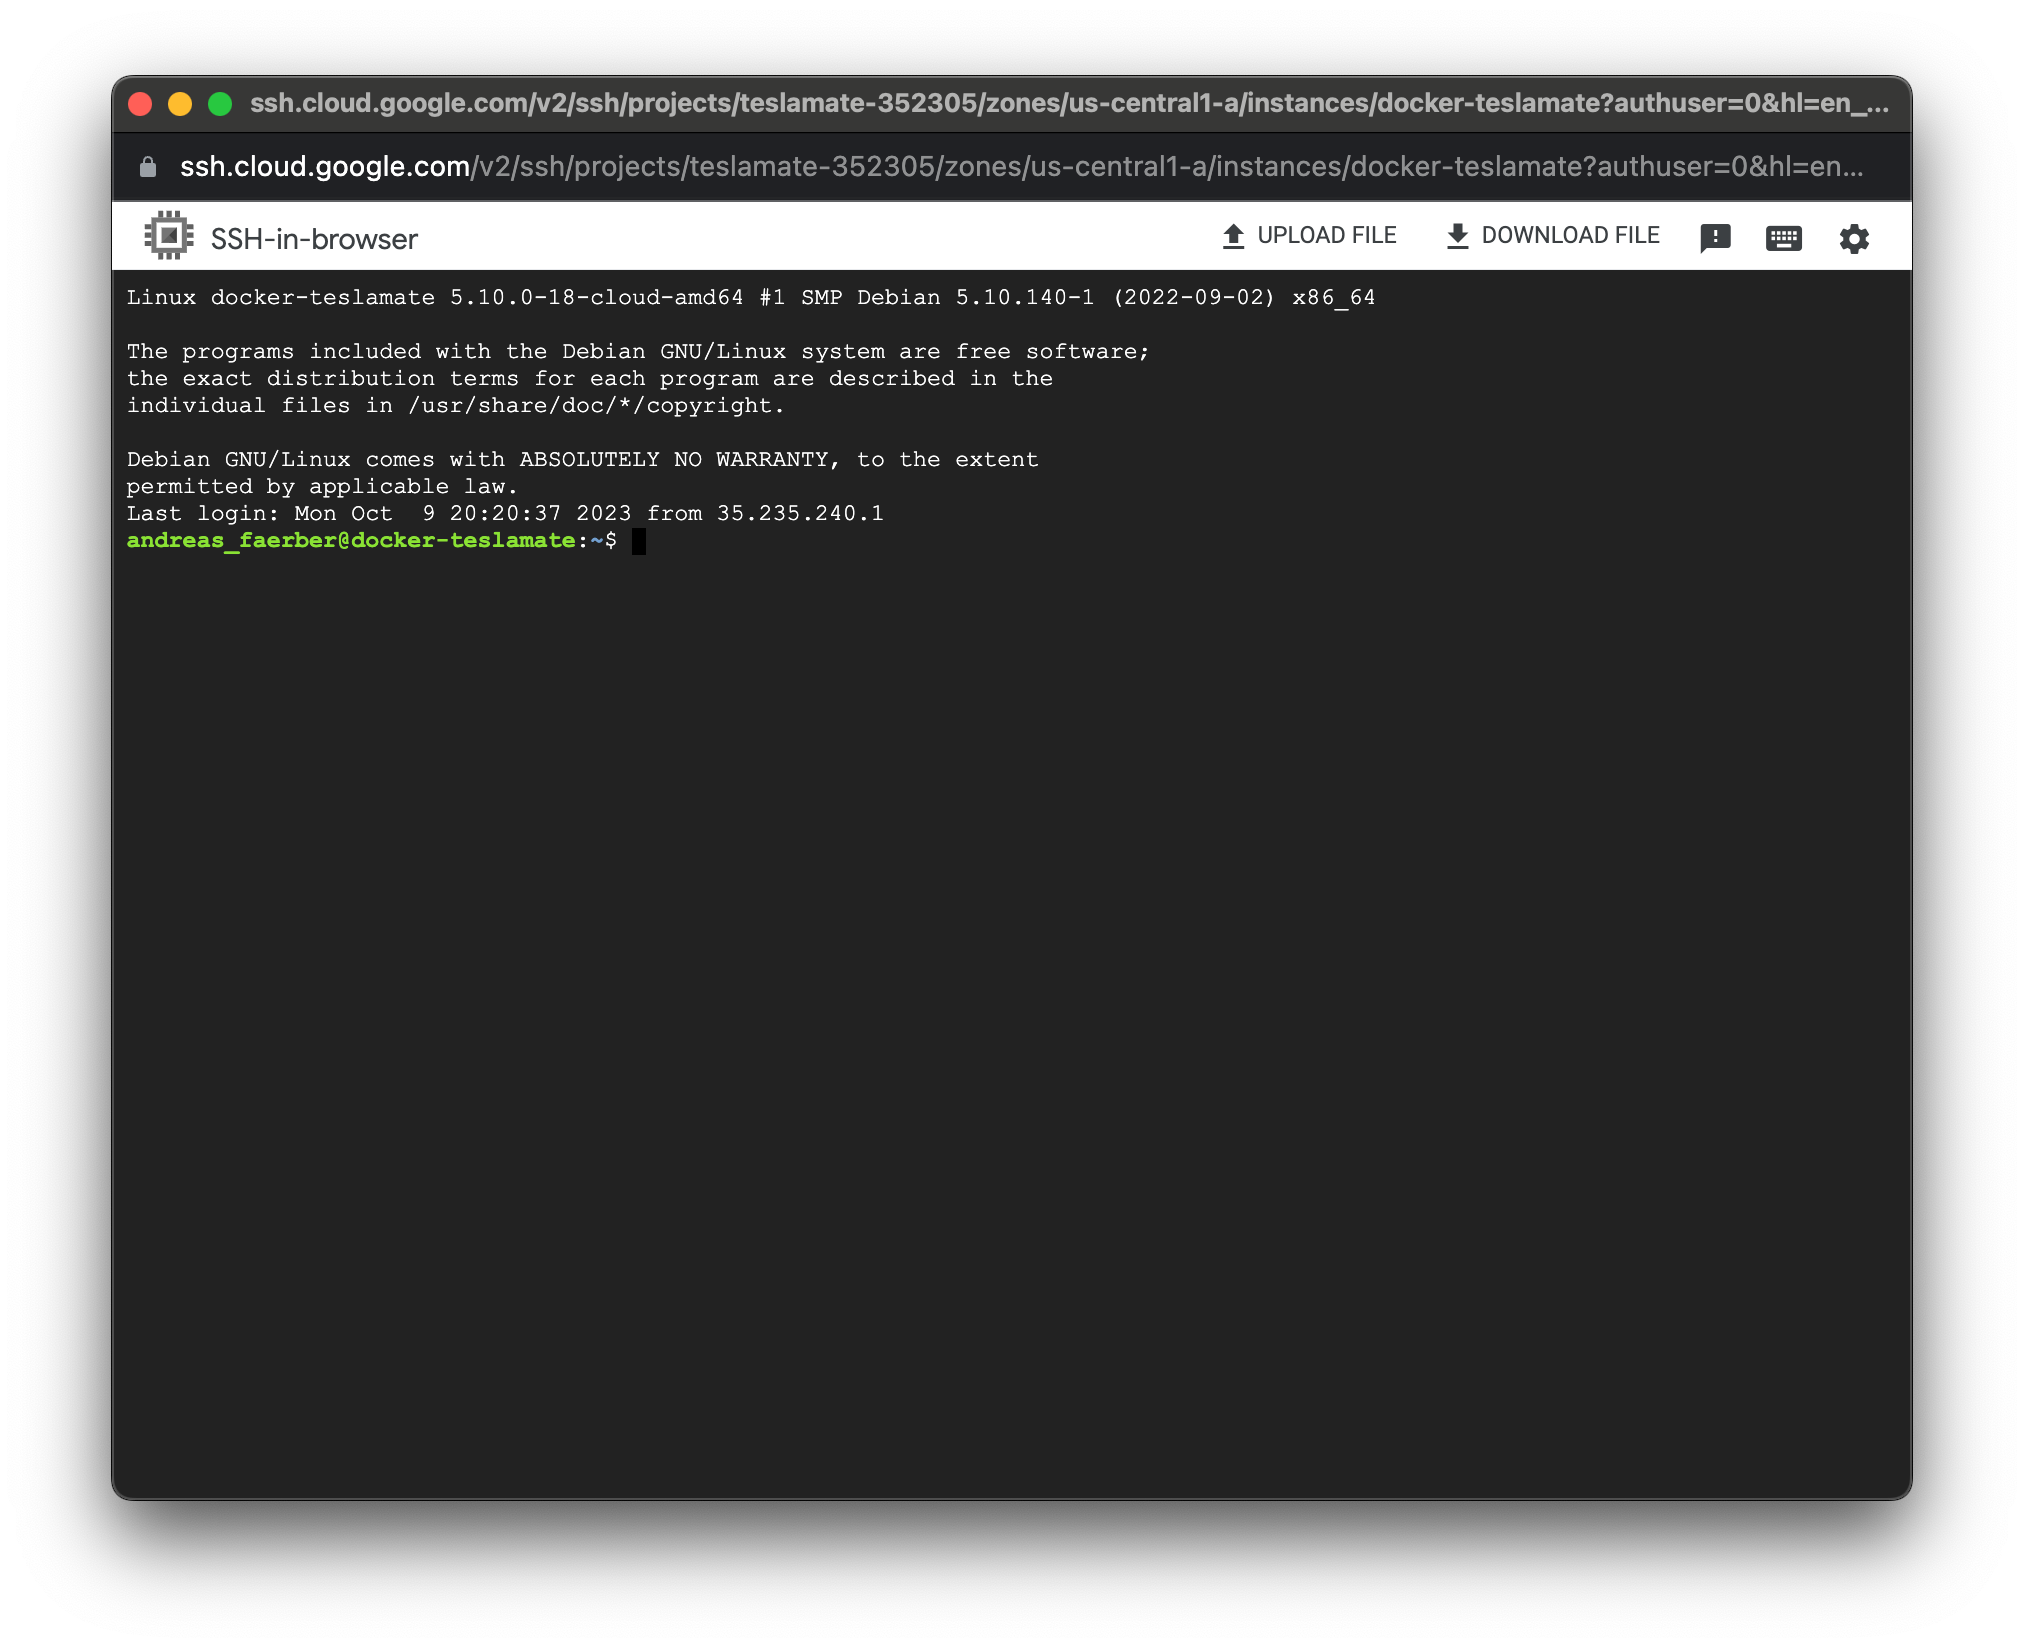 ssh.cloud.google.com/v2/ssh/projects/teslamate-352305/zones/us-central1-a/instances/docker-teslamate?authuser=0&hl=en_...
ssh.cloud.google.com/v2/ssh/projects/teslamate-352305/zones/us-central1-a/instances/docker-teslamate?authuser=0&hl=en...
SSH-in-browser UPLOAD FILE DOWNLOAD FILE
Linux docker-teslamate 5.10.0-18-cloud-amd64 #1 SMP Debian 5.10.140-1 (2022-09-02) x86_64
The programs included with the Debian GNU/Linux system are free software;
the exact distribution terms for each program are described in the
individual files in /usr/share/doc/*/copyright.
Debian GNU/Linux comes with ABSOLUTELY NO WARRANTY, to the extent
permitted by applicable law.
Last login: Mon Oct  9 20:20:37 2023 from 35.235.240.1
andreas_faerber@docker-teslamate:~$